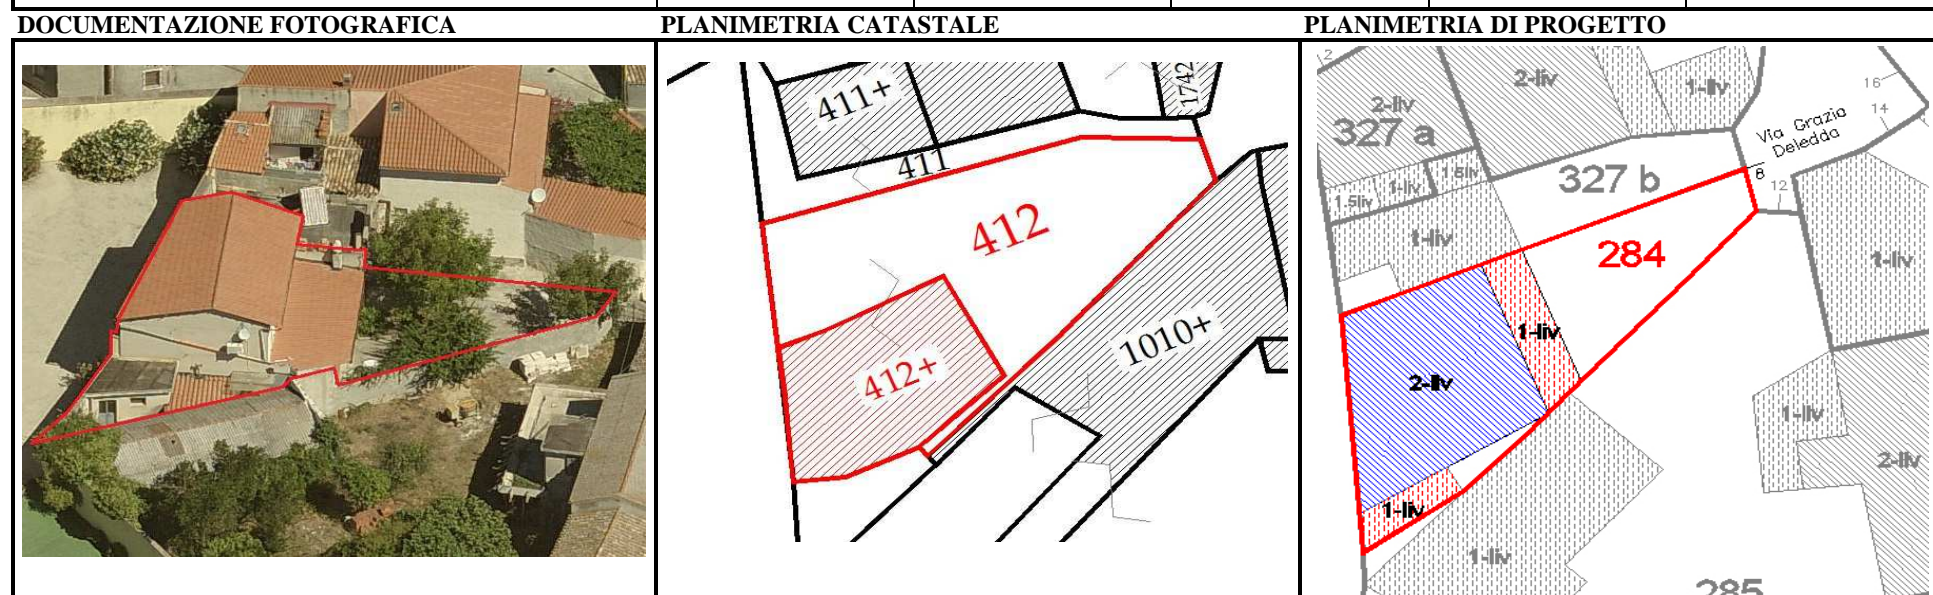 DOCUMENTAZIONE FOTOGRAFICA
PLANIMETRIA CATASTALE
PLANIMETRIA DI PROGETTO
411+
1742
411
412
412+
1010+
2
2-liv
2-liv
1-liv
327 a
1-liv
1.5liv
1.5liv
1-liv
327 b
16
14
Via Grazia
Deledda
8
12
284
1-liv
1-liv
2-liv
1-liv
1-liv
2-liv
1-liv
285